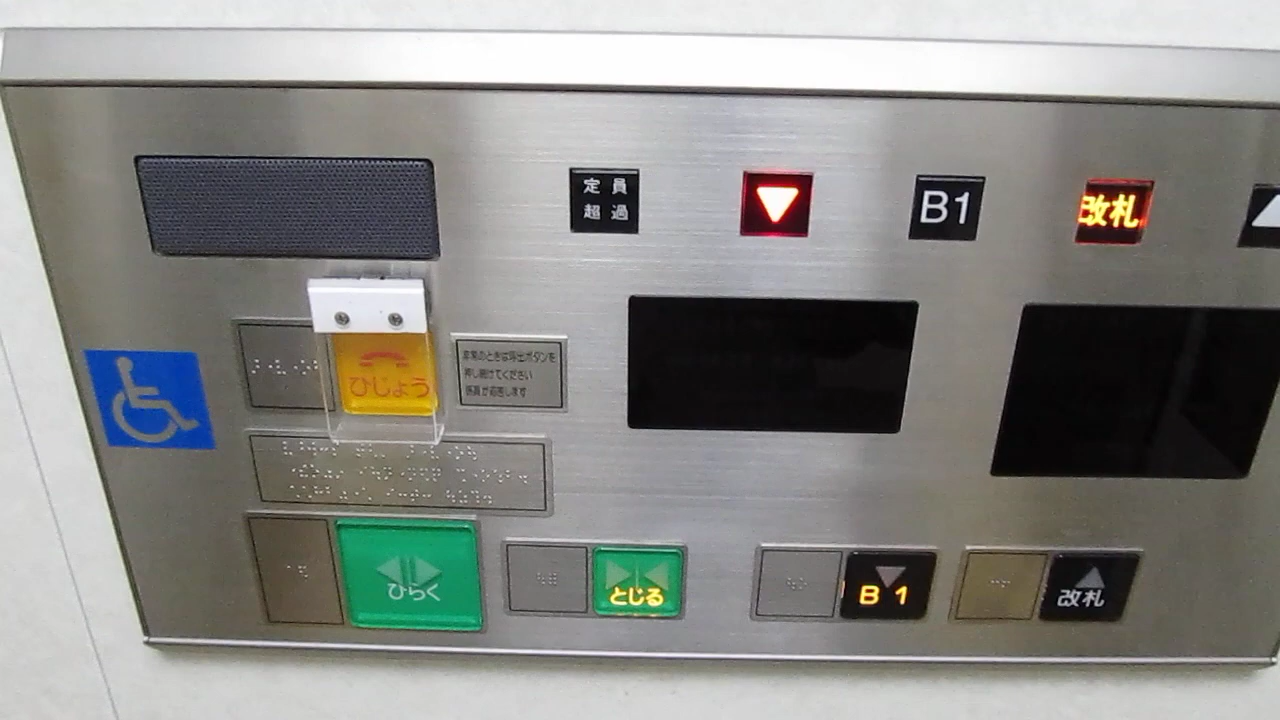 定員
超過
B1
改札
ひじょう
非常のときは呼出ボタンを
押し続けてください
係員が応答します
ひらく
とじる
B1
改札